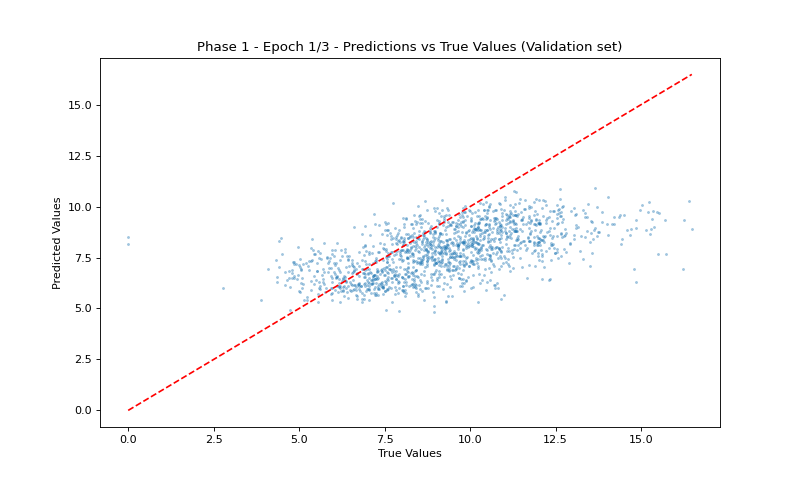 Phase 1 - Epoch 1/3 - Predictions vs True Values (Validation set)
Predicted Values
15.0
12.5
10.0
7.5
5.0
2.5
0.0
0.0 2.5 5.0 7.5 10.0 12.5 15.0
True Values